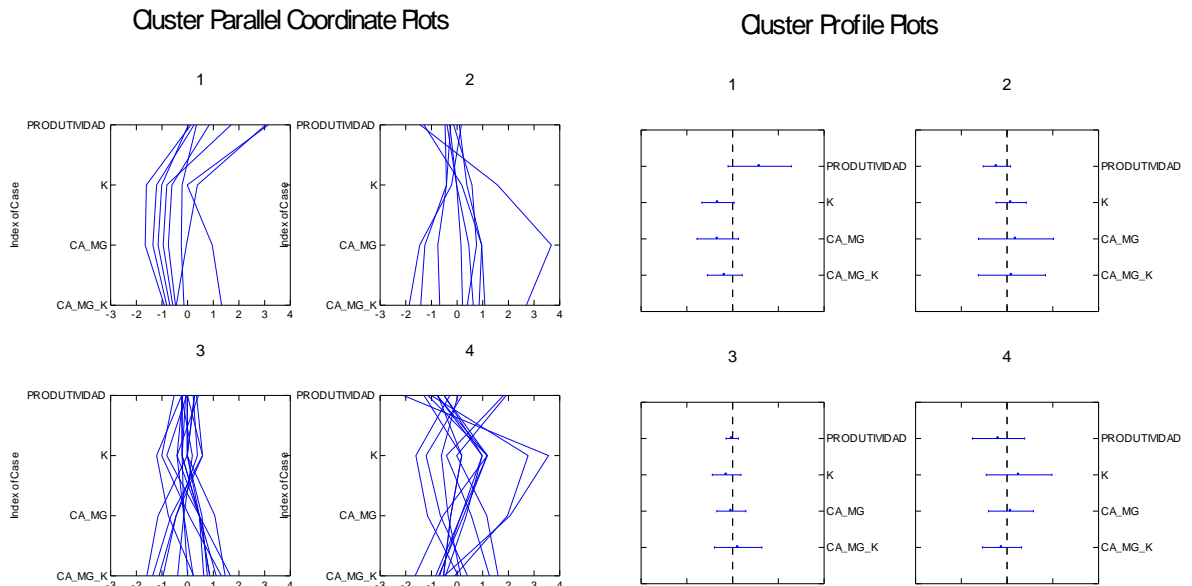 Cluster Parallel Coordinate Plots
1
2
PRODUTIVIDAD
K
CA_MG
CA_MG_K
Index of Case
-3 -2 -1 0 1 2 3 4
PRODUTIVIDAD
K
CA_MG
CA_MG_K
Index of Case
-3 -2 -1 0 1 2 3 4
3
4
PRODUTIVIDAD
K
CA_MG
CA_MG_K
Index of Case
-3 -2 -1 0 1 2 3 4
PRODUTIVIDAD
K
CA_MG
CA_MG_K
Index of Case
-3 -2 -1 0 1 2 3 4
Cluster Profile Plots
1
2
PRODUTIVIDAD
K
CA_MG
CA_MG_K
PRODUTIVIDAD
K
CA_MG
CA_MG_K
3
4
PRODUTIVIDAD
K
CA_MG
CA_MG_K
PRODUTIVIDAD
K
CA_MG
CA_MG_K